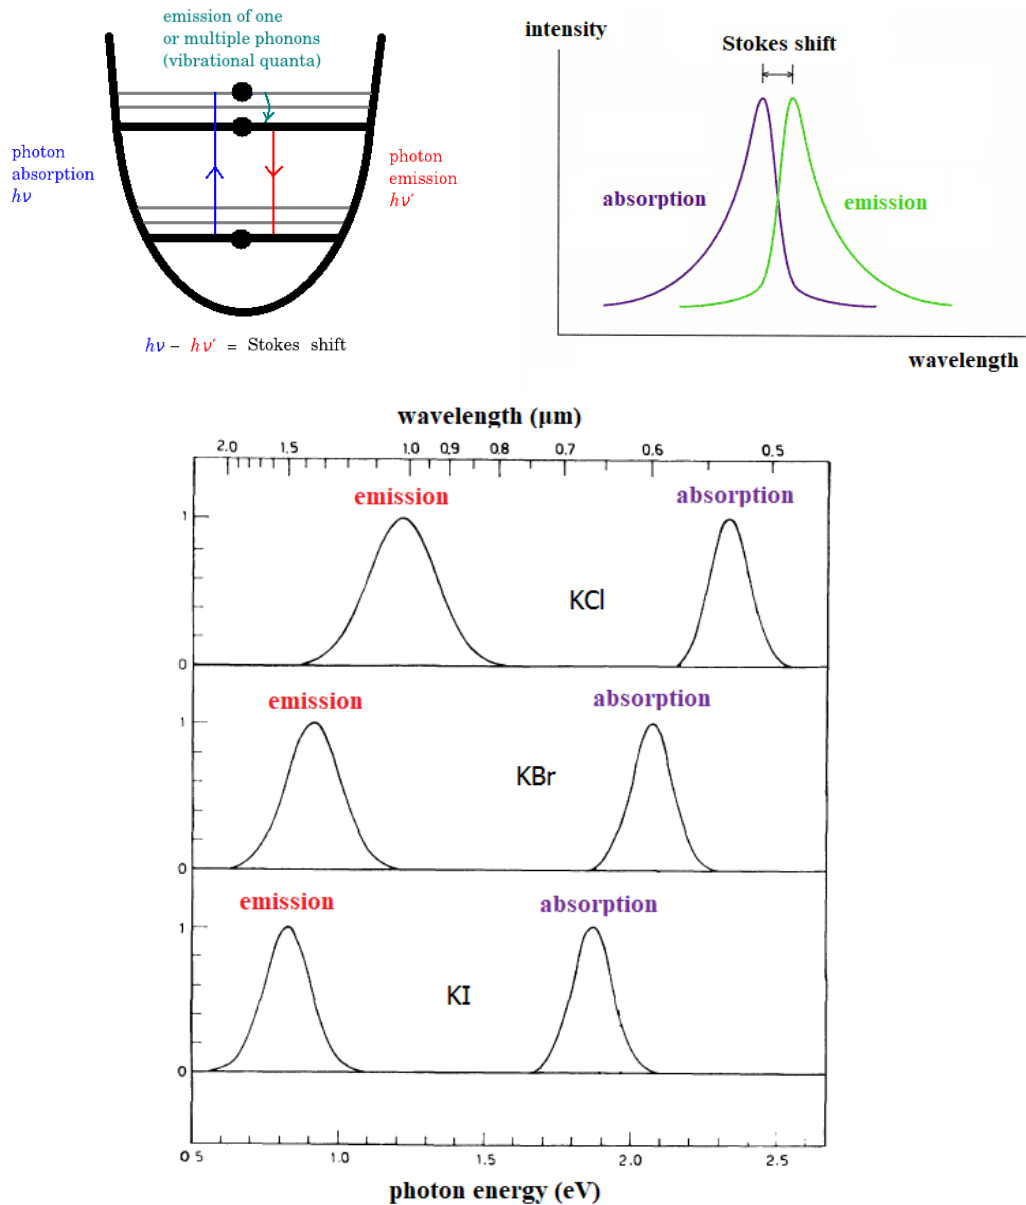 emission of one
or multiple phonons
(vibrational quanta)
photon
absorption
hν
photon
emission
hν′
hν – hν′ = Stokes shift
intensity
Stokes shift
absorption
emission
wavelength
wavelength (μm)
2.0 1.5 1.0 0.9 0.8 0.7 0.6 0.5
emission
absorption
1
KCl
0
emission
absorption
1
KBr
0
emission
absorption
1
KI
0
0 5 1.0 1.5 2.0 2.5
photon energy (eV)